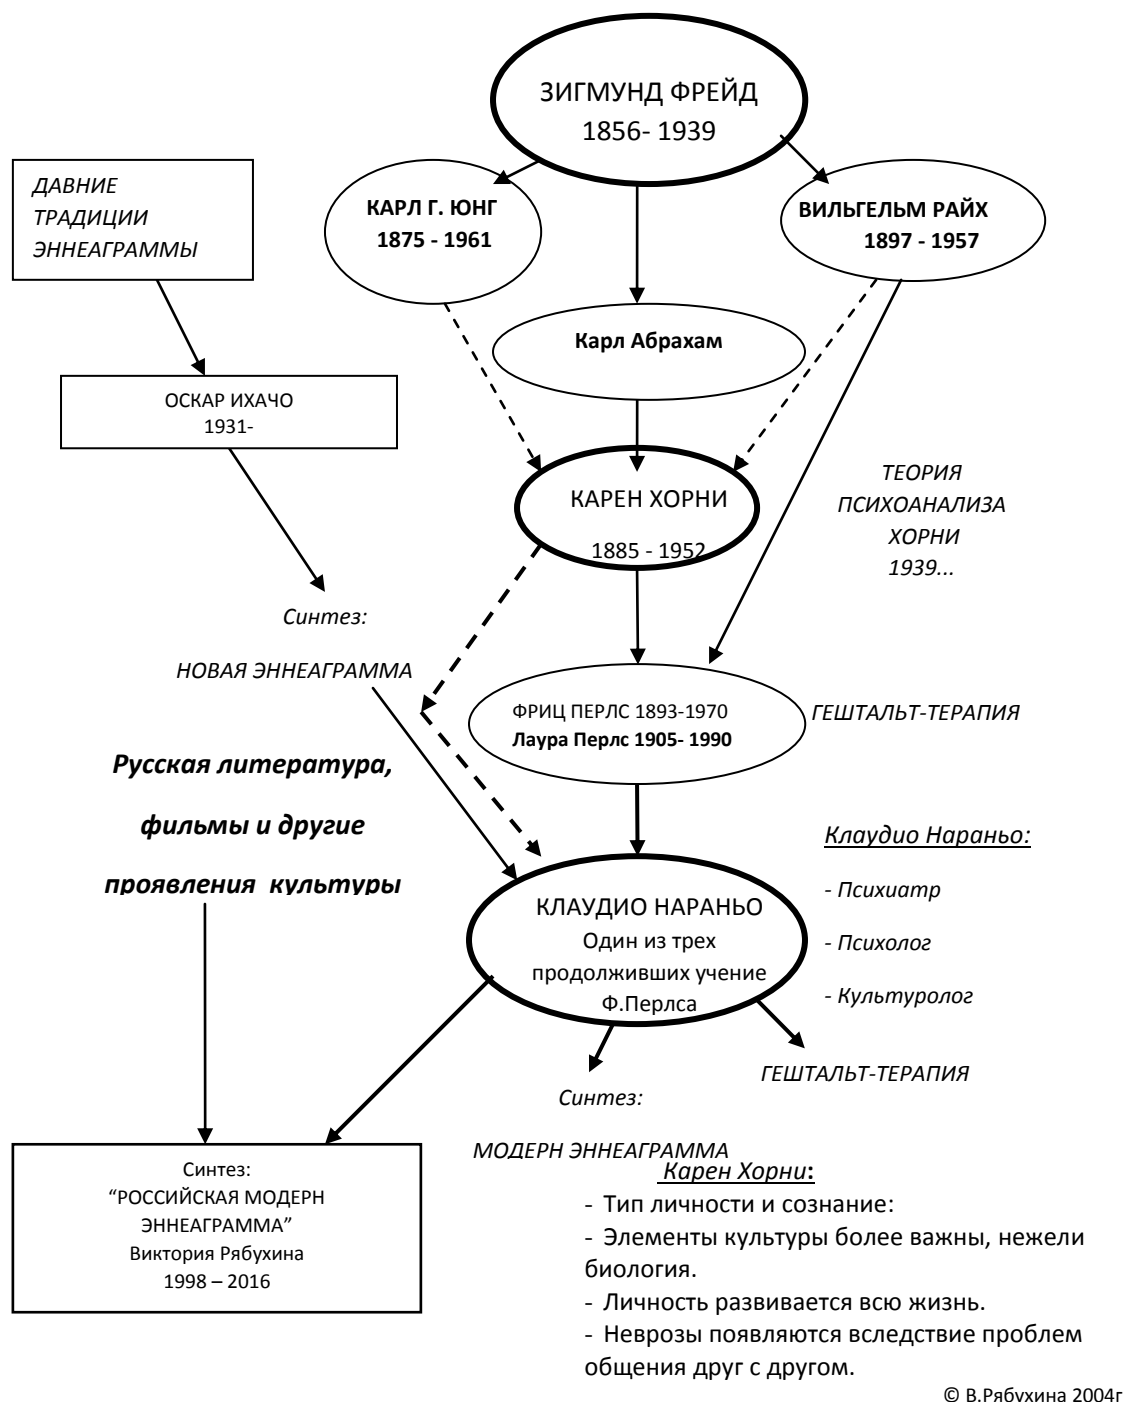 ЗИГМУНД ФРЕЙД
1856- 1939
ДАВНИЕ
ТРАДИЦИИ
ЭННЕАГРАММЫ
КАРЛ Г. ЮНГ
1875 - 1961
ВИЛЬГЕЛЬМ РАЙХ
1897 - 1957
Карл Абрахам
ОСКАР ИХАЧО
1931-
КАРЕН ХОРНИ
1885 - 1952
ТЕОРИЯ
ПСИХОАНАЛИЗА
ХОРНИ
1939...
Синтез:
НОВАЯ ЭННЕАГРАММА
ФРИЦ ПЕРЛС 1893-1970
Лаура Перлс 1905- 1990
ГЕШТАЛЬТ-ТЕРАПИЯ
Русская литература,
фильмы и другие
проявления культуры
Клаудио Нараньо:
- Психиатр
- Психолог
- Культуролог
КЛАУДИО НАРАНЬО
Один из трех
продолживших учение
Ф.Перлса
ГЕШТАЛЬТ-ТЕРАПИЯ
Синтез:
МОДЕРН ЭННЕАГРАММА
Синтез:
“РОССИЙСКАЯ МОДЕРН
ЭННЕАГРАММА”
Виктория Рябухина
1998 – 2016
Карен Хорни:
- Тип личности и сознание:
- Элементы культуры более важны, нежели
биология.
- Личность развивается всю жизнь.
- Неврозы появляются вследствие проблем
общения друг с другом.
© В.Рябухина 2004г